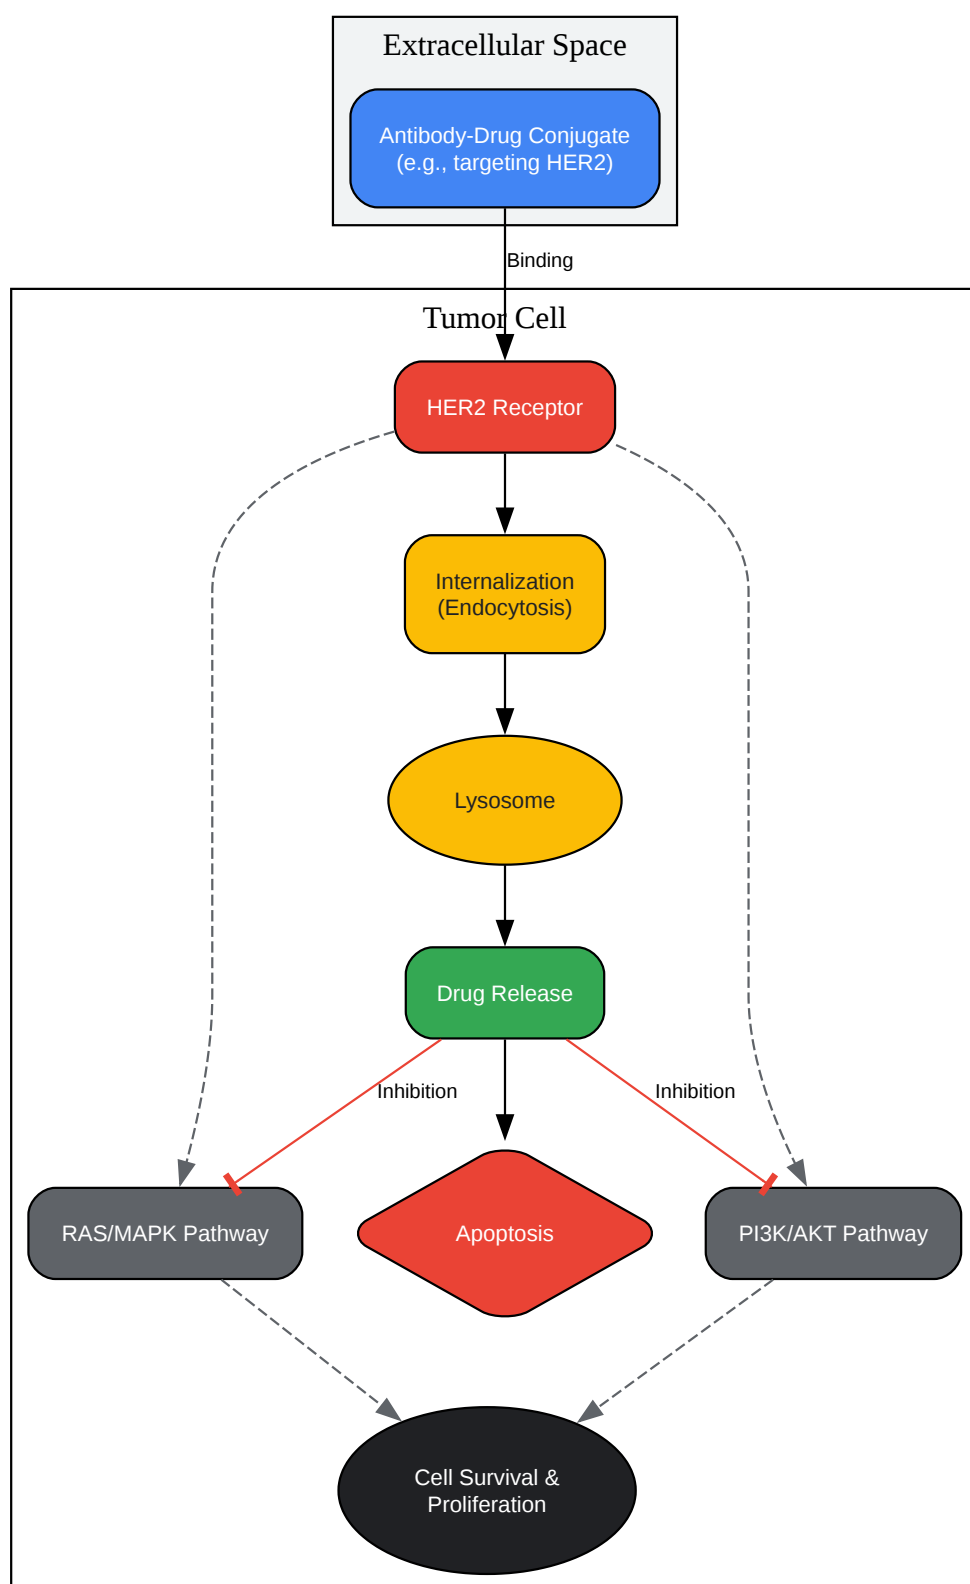 Extracellular Space
Antibody-Drug Conjugate
(e.g., targeting HER2)
Binding
Tumor Cell
HER2 Receptor
Internalization
(Endocytosis)
Lysosome
Drug Release
Inhibition
Inhibition
RAS/MAPK Pathway
Apoptosis
PI3K/AKT Pathway
Cell Survival &
Proliferation